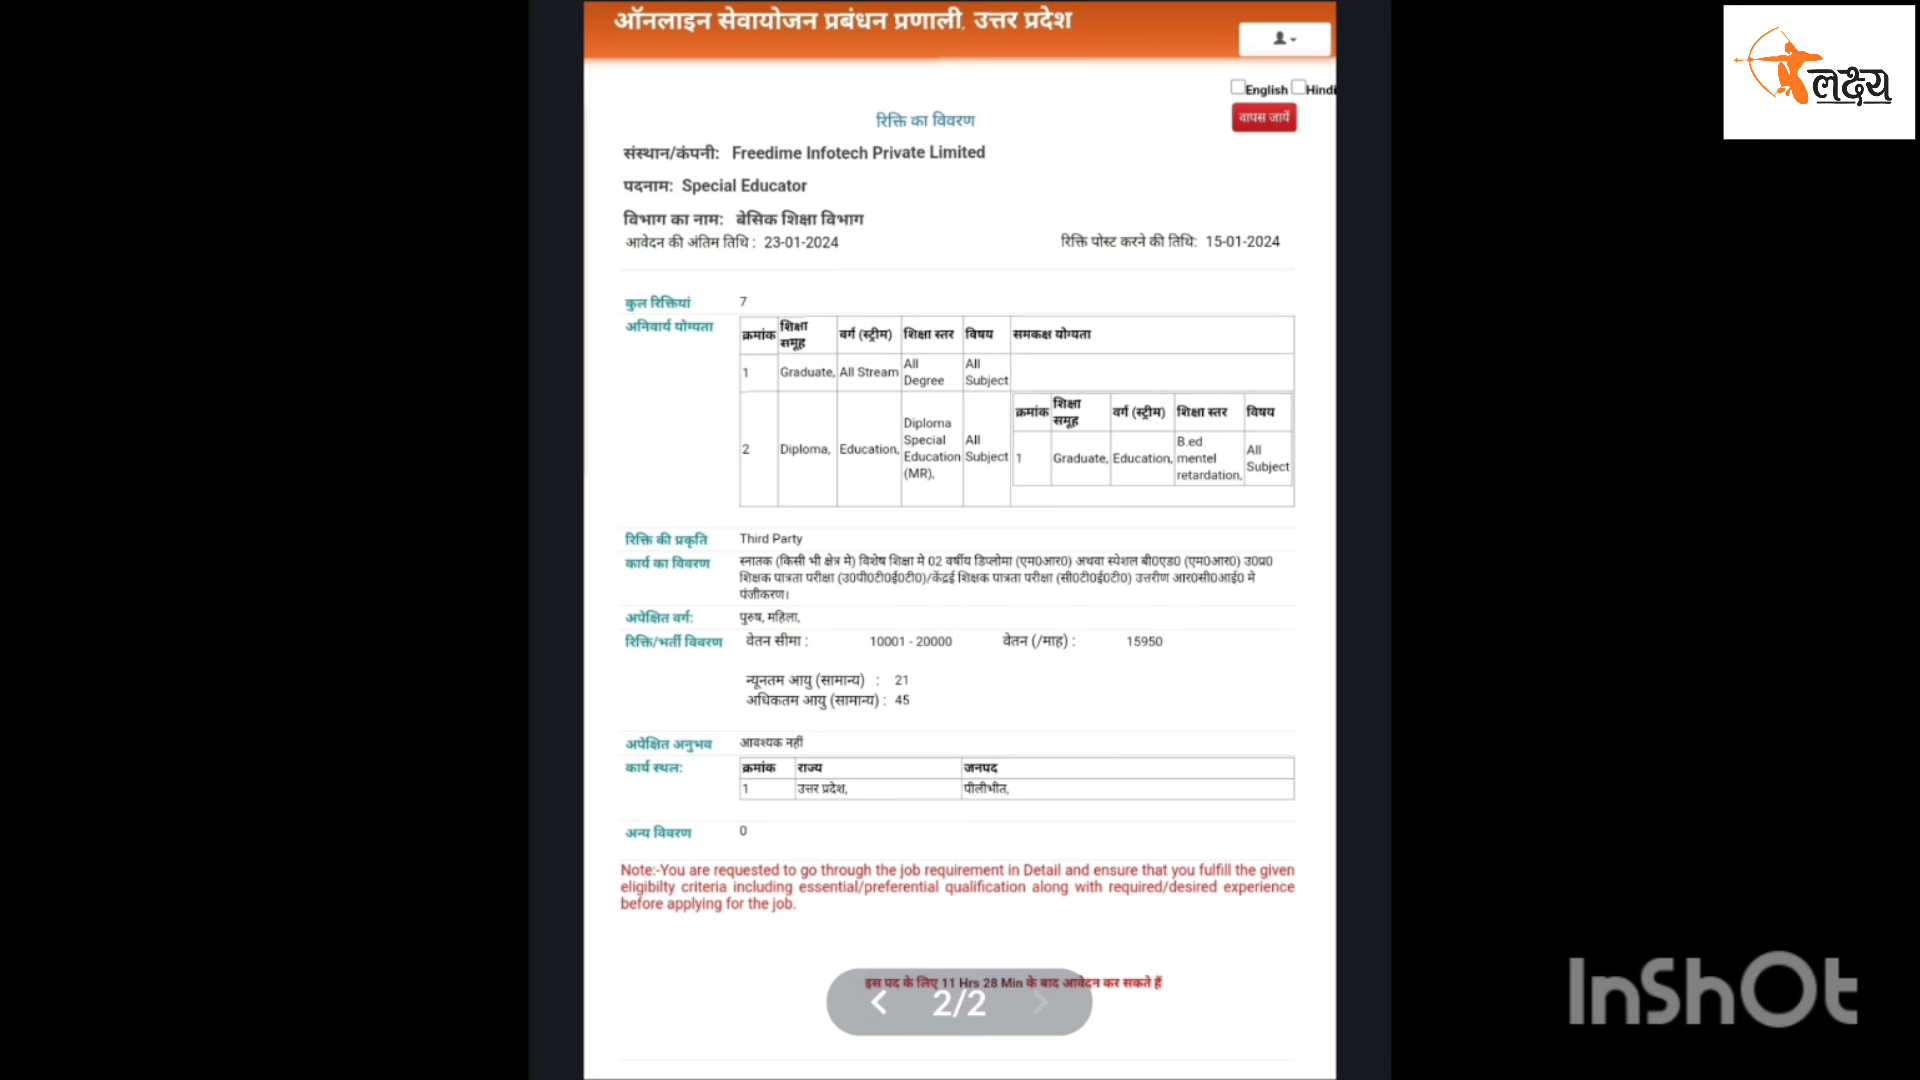 ऑनलाइन सेवायोजन प्रबंधन प्रणाली, उत्तर प्रदेश
लक्ष्य
English Hindi
वापस जायें
रिक्ति का विवरण
संस्थान/कंपनी: Freedime Infotech Private Limited
पदनाम: Special Educator
विभाग का नाम: बेसिक शिक्षा विभाग
आवेदन की अंतिम तिथि : 23-01-2024 रिक्ति पोस्ट करने की तिथि: 15-01-2024
कुल रिक्तियां 7
अनिवार्य योग्यता
क्रमांक शिक्षा समूह वर्ग (स्ट्रीम) शिक्षा स्तर विषय समकक्ष योग्यता
1 Graduate, All Stream All Degree All Subject
2 Diploma, Education, Diploma Special Education (MR), All Subject
क्रमांक शिक्षा समूह वर्ग (स्ट्रीम) शिक्षा स्तर विषय
1 Graduate, Education, B.ed mentel retardation, All Subject
रिक्ति की प्रकृति Third Party
कार्य का विवरण स्नातक (किसी भी क्षेत्र मे) विशेष शिक्षा मे 02 वर्षीय डिप्लोमा (एम0आर0) अथवा स्पेशल बी0एड0 (एम0आर0) उ0प्र0
शिक्षक पात्रता परीक्षा (उ0पी0टी0ई0टी0)/केंद्रई शिक्षक पात्रता परीक्षा (सी0टी0ई0टी0) उत्तरीण आर0सी0आई0 मे
पंजीकरण।
अपेक्षित वर्ग: पुरुष, महिला,
रिक्ति/भर्ती विवरण वेतन सीमा : 10001 - 20000 वेतन (/माह) : 15950
न्यूनतम आयु (सामान्य) : 21
अधिकतम आयु (सामान्य) : 45
अपेक्षित अनुभव आवश्यक नहीं
कार्य स्थल: क्रमांक राज्य जनपद
1 उत्तर प्रदेश, पीलीभीत,
अन्य विवरण 0
Note:-You are requested to go through the job requirement in Detail and ensure that you fulfill the given
eligibilty criteria including essential/preferential qualification along with required/desired experience
before applying for the job.
इस पद के लिए 11 Hrs 28 Min के बाद आवेदन कर सकते हैं
2/2
InShOt